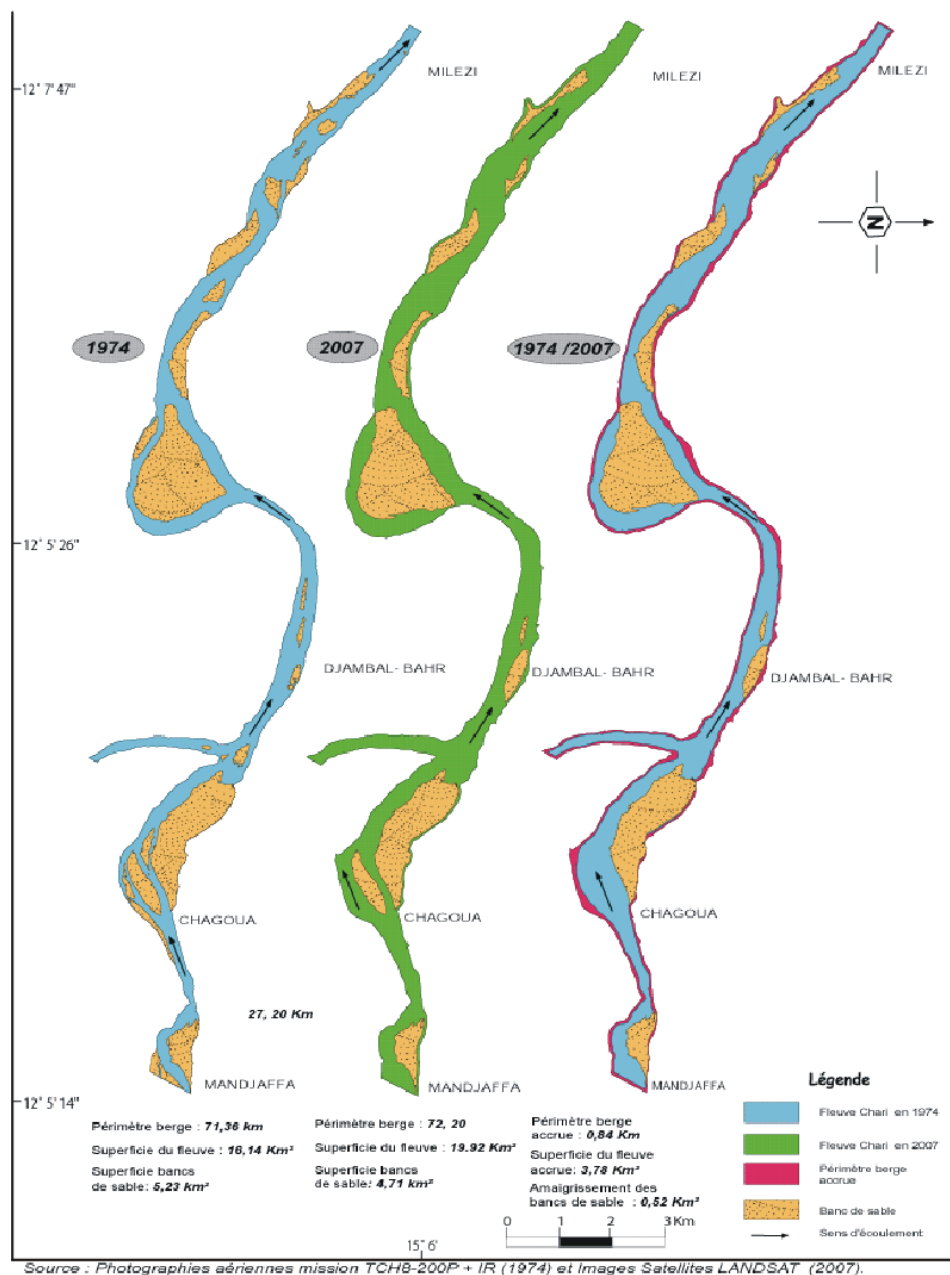 MILEZI
MILEZI
MILEZI
12° 7'47"
N
1974
2007
1974 /2007
12° 5'26"
DJAMBAL- BAHR
DJAMBAL- BAHR
DJAMBAL- BAHR
CHAGOUA
CHAGOUA
CHAGOUA
27, 20 Km
MANDJAFFA
MANDJAFFA
MANDJAFFA
12° 5'14"
Périmètre berge : 71,36 km
Superficie du fleuve : 16,14 Km²
Superficie bancs
de sable: 5,23 km²
Périmètre berge : 72, 20
Superficie du fleuve :19.92 Km²
Superficie bancs
de sable: 4,71 km²
Périmètre berge
accrue : 0,84 Km
Superficie du fleuve
accrue: 3,78 Km²
Amaigrissement des
bancs de sable : 0,52 Km²
0 1 2 3 Km
15° 6'
Légende
Fleuve Chari en 1974
Fleuve Chari en 2007
Périmètre berge
accrue
Banc de sable
Sens d'écoulement
Source : Photographies aériennes mission TCH8-200P + IR (1974) et Images Satellites LANDSAT (2007).